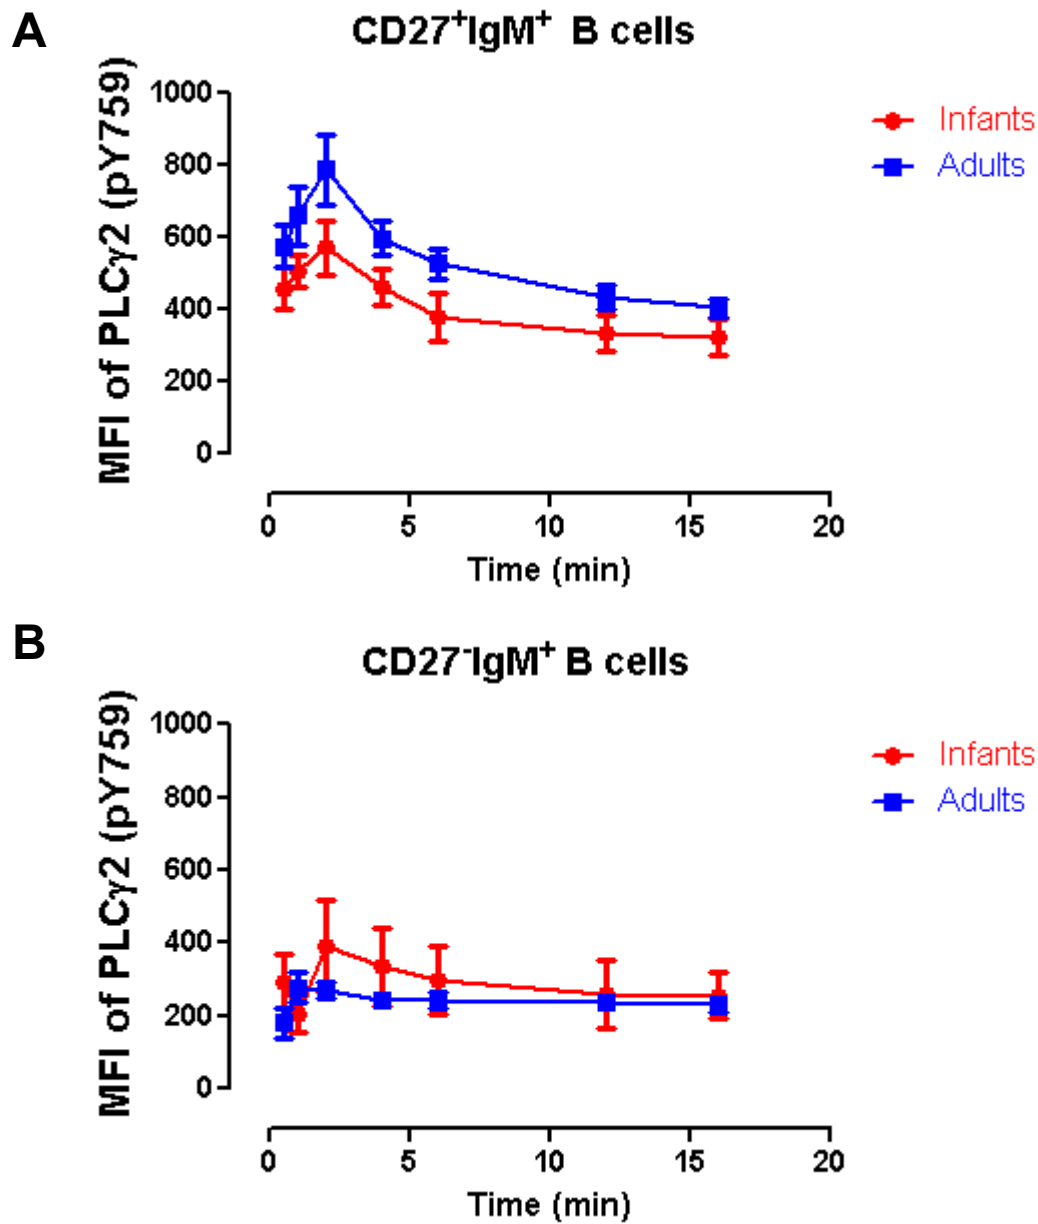 A
CD27⁺IgM⁺ B cells
MFI of PLCγ2 (pY759)
1000
800
600
400
200
0
0 5 10 15 20
Time (min)
Infants
Adults
B
CD27⁻IgM⁺ B cells
MFI of PLCγ2 (pY759)
1000
800
600
400
200
0
0 5 10 15 20
Time (min)
Infants
Adults